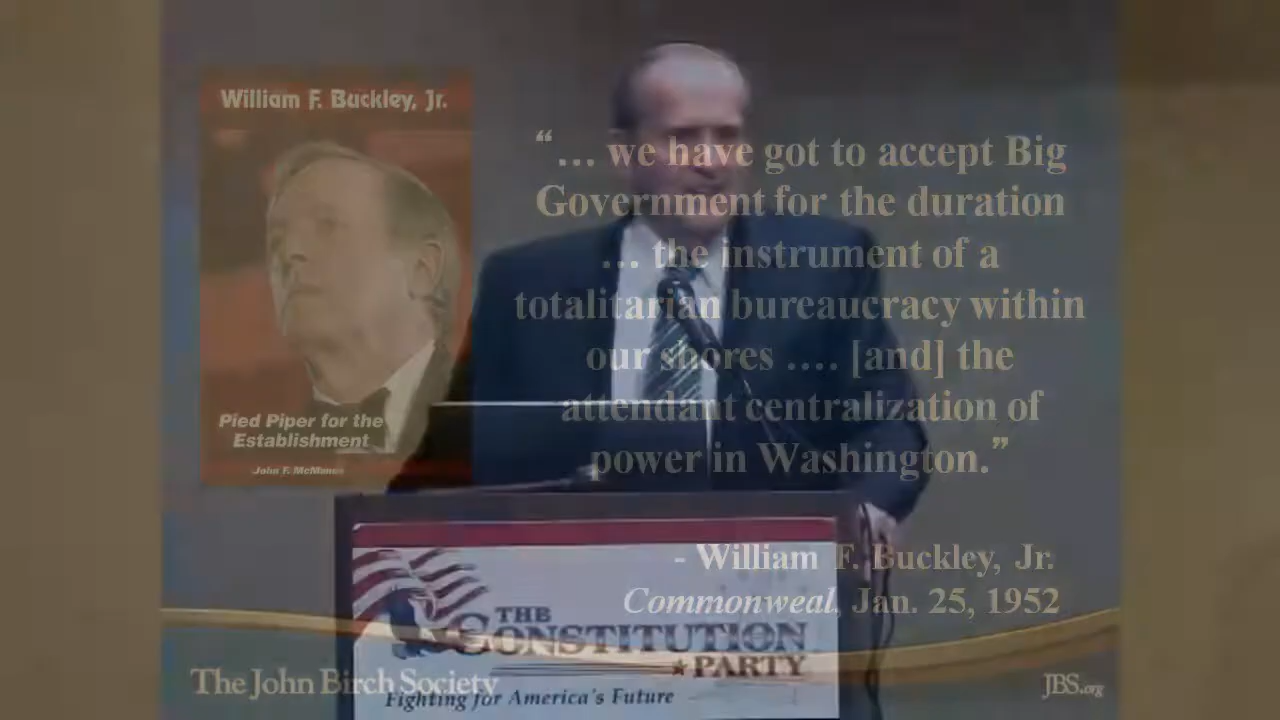 William F. Buckley, Jr.
Pied Piper for the
Establishment
John F. McManus
“… we have got to accept Big
Government for the duration
… the instrument of a
totalitarian bureaucracy within
our shores …. [and] the
attendant centralization of
power in Washington.”
- William F. Buckley, Jr.
Commonweal, Jan. 25, 1952
THE
CONSTITUTION
PARTY
Fighting for America's Future
The John Birch Society
JBS.org